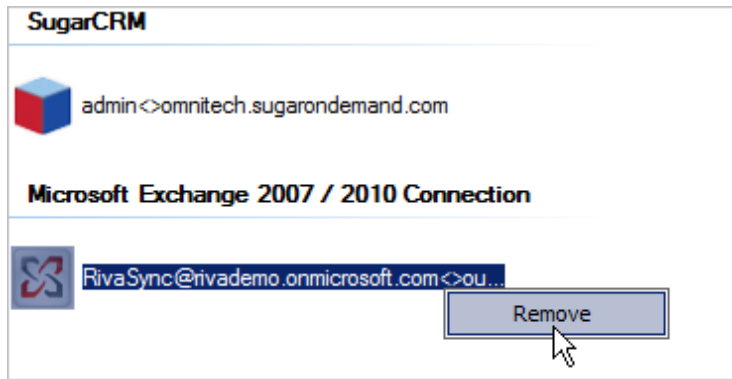 SugarCRM
admin<>omnitech.sugarondemand.com
Microsoft Exchange 2007 / 2010 Connection
RivaSync@rivademo.onmicrosoft.com<>ou...
Remove